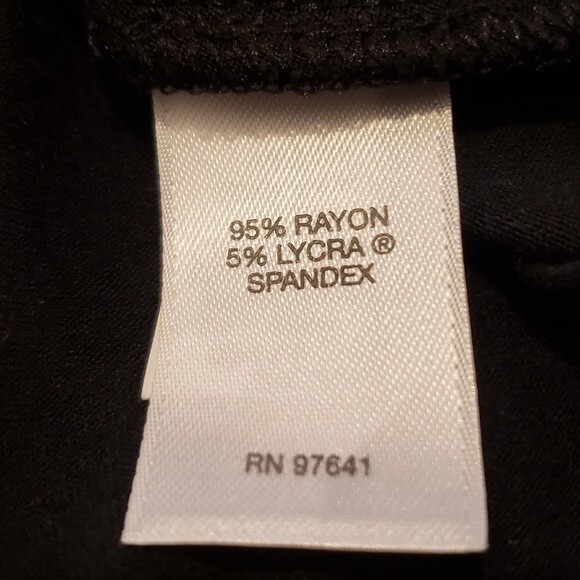 95% RAYON
5% LYCRA ®
SPANDEX
RN 97641